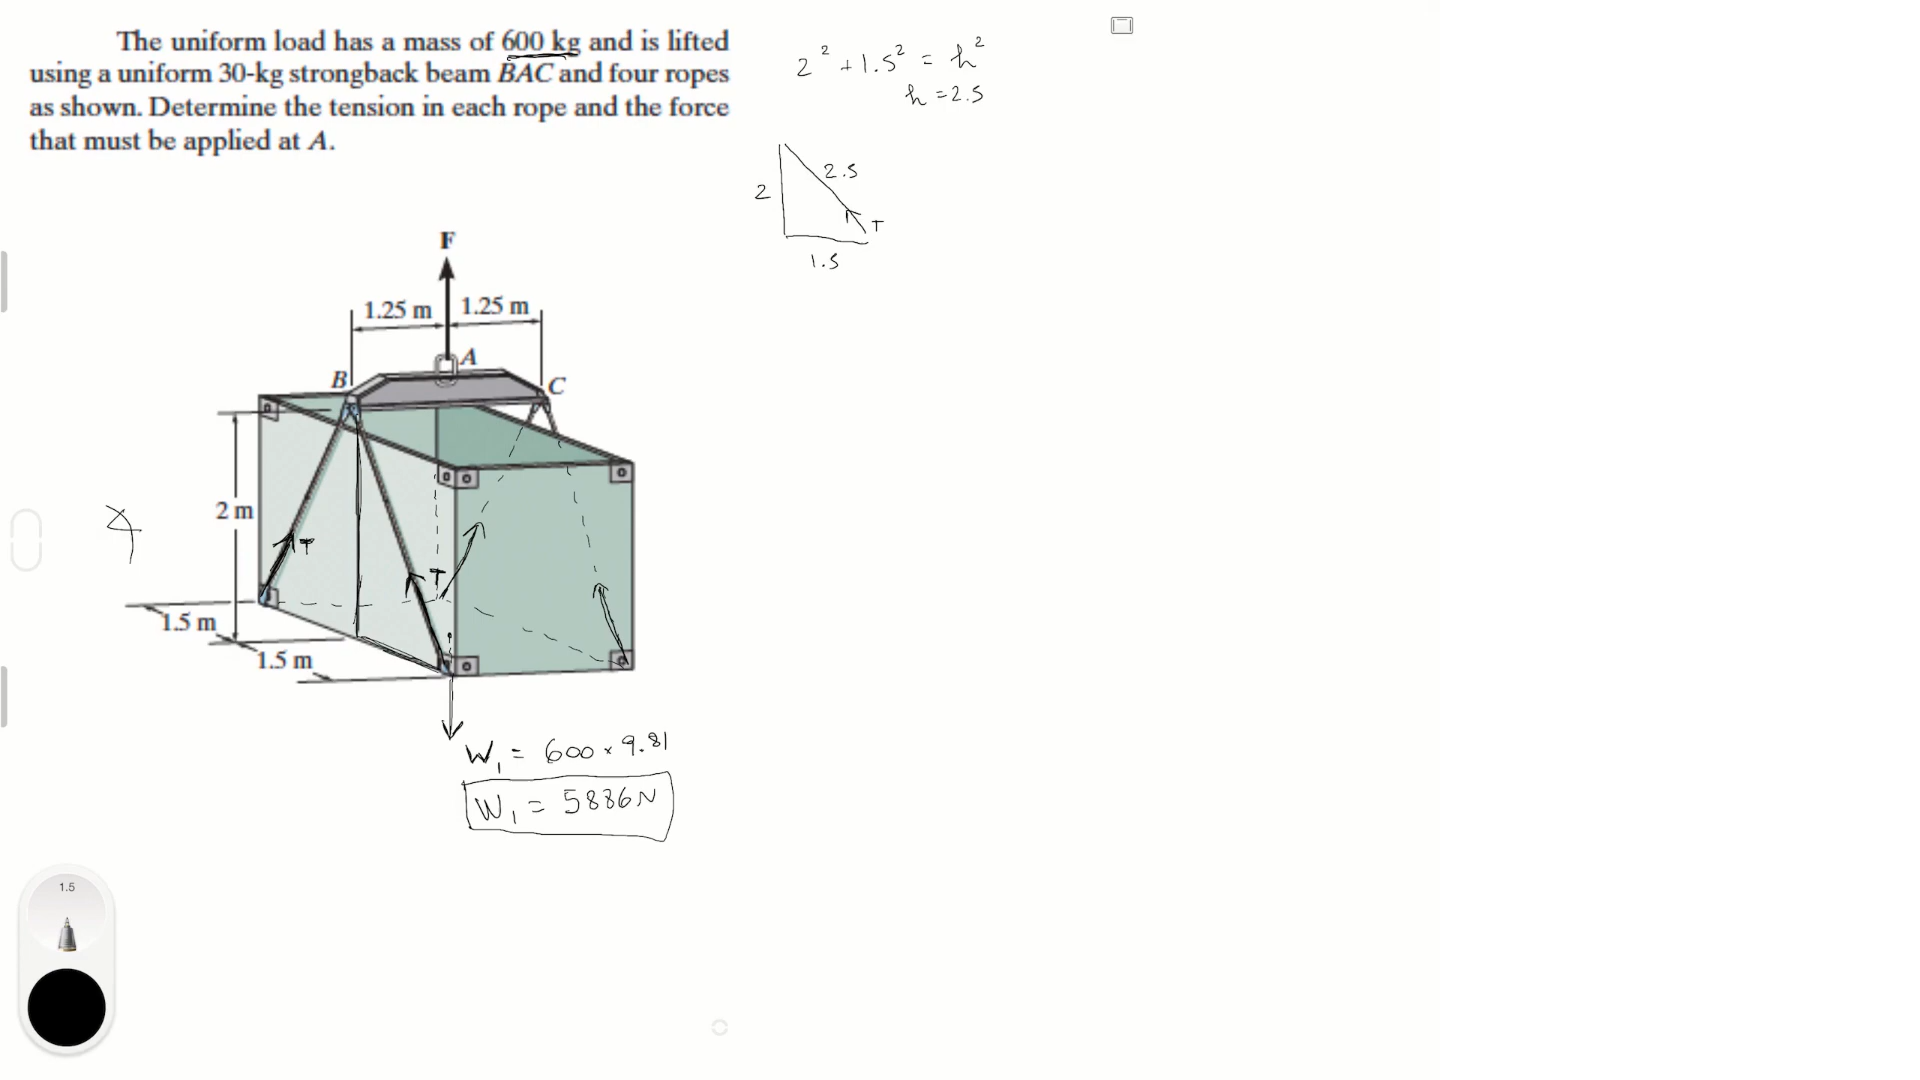 The uniform load has a mass of 600 kg and is lifted
using a uniform 30-kg strongback beam BAC and four ropes
as shown. Determine the tension in each rope and the force
that must be applied at A.
2² + 1.5² = h²
h = 2.5
2
2.5
T
1.5
F
1.25 m
1.25 m
A
B
C
2 m
T
T
1.5 m
1.5 m
W₁ = 600 × 9.81
W₁ = 5886N
1.5